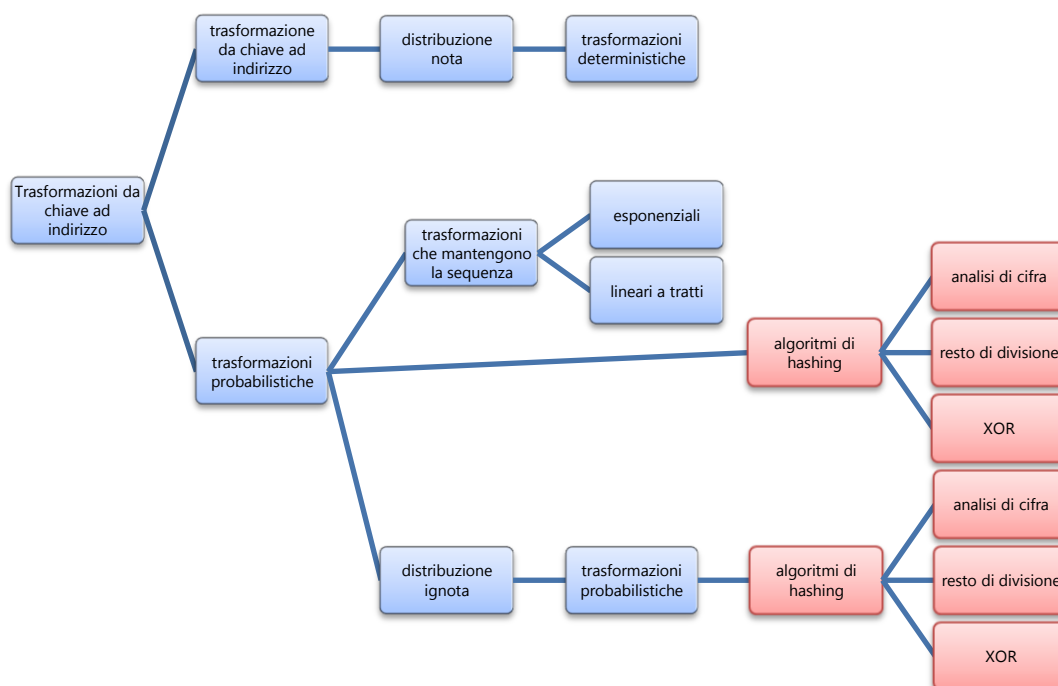 trasformazione
da chiave ad
indirizzo
distribuzione
nota
trasformazioni
deterministiche
Trasformazioni da
chiave ad
indirizzo
trasformazioni
che mantengono
la sequenza
esponenziali
lineari a tratti
trasformazioni
probabilistiche
algoritmi di
hashing
analisi di cifra
resto di divisione
XOR
distribuzione
ignota
trasformazioni
probabilistiche
algoritmi di
hashing
analisi di cifra
resto di divisione
XOR